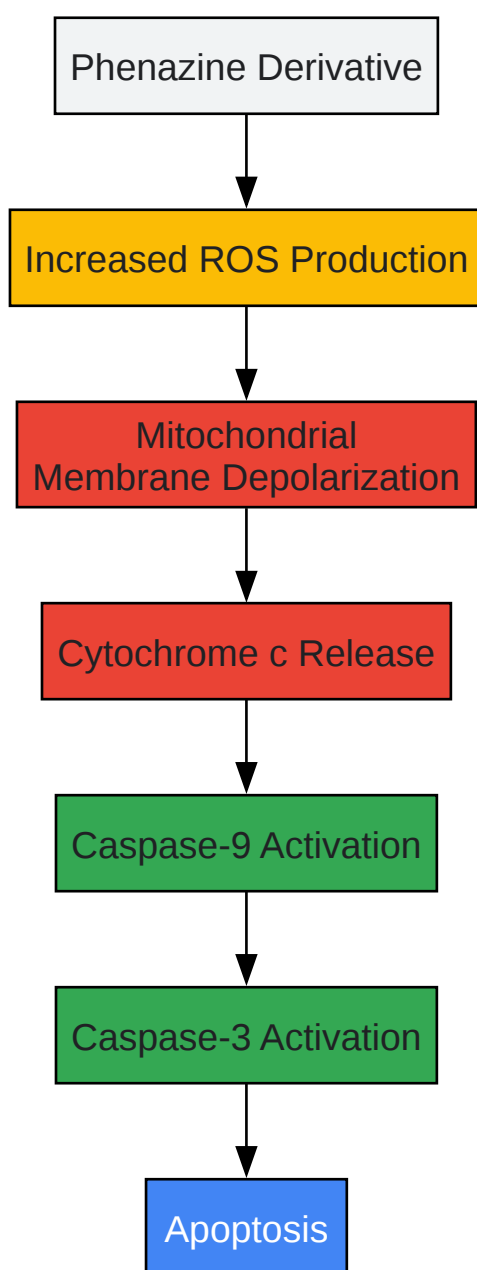 Phenazine Derivative
Increased ROS Production
Mitochondrial
Membrane Depolarization
Cytochrome c Release
Caspase-9 Activation
Caspase-3 Activation
Apoptosis